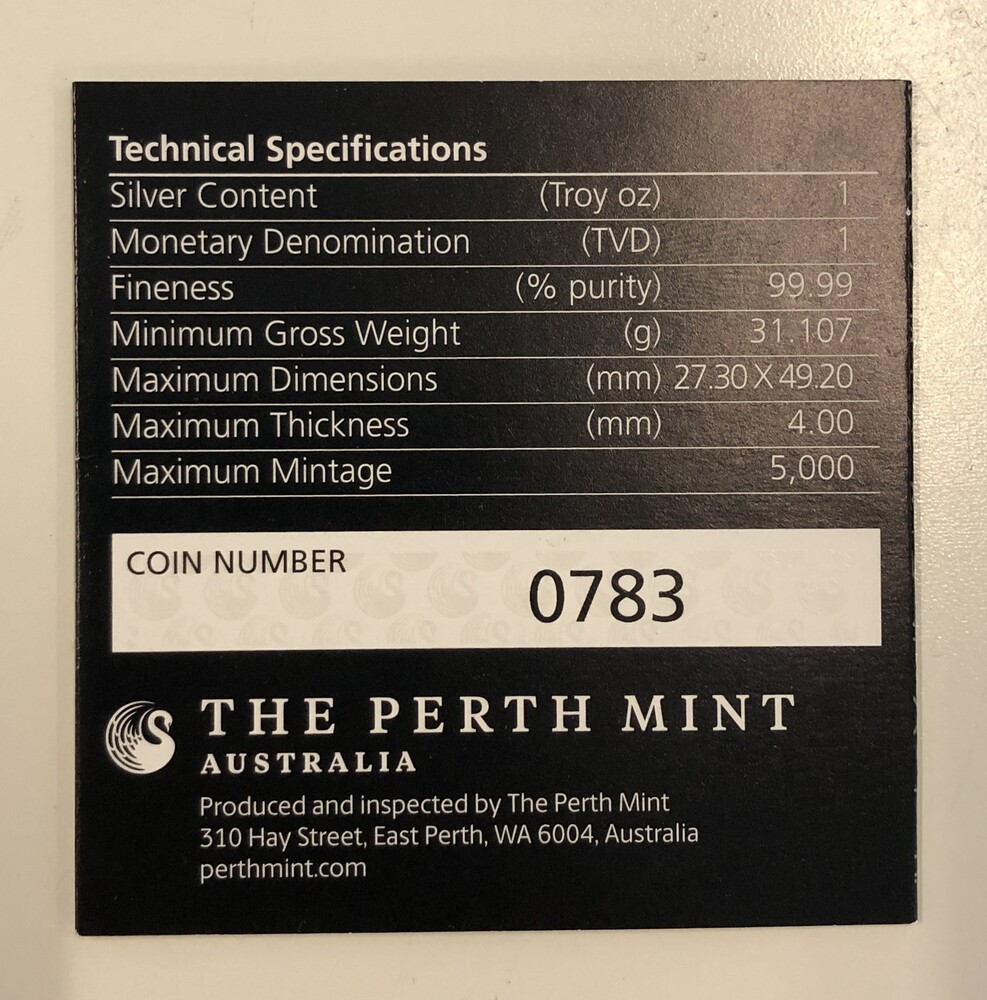 Technical Specifications
Silver Content (Troy oz) 1
Monetary Denomination (TVD) 1
Fineness (% purity) 99.99
Minimum Gross Weight (g) 31.107
Maximum Dimensions (mm) 27.30 X 49.20
Maximum Thickness (mm) 4.00
Maximum Mintage 5,000
COIN NUMBER
0783
THE PERTH MINT
AUSTRALIA
Produced and inspected by The Perth Mint
310 Hay Street, East Perth, WA 6004, Australia
perthmint.com